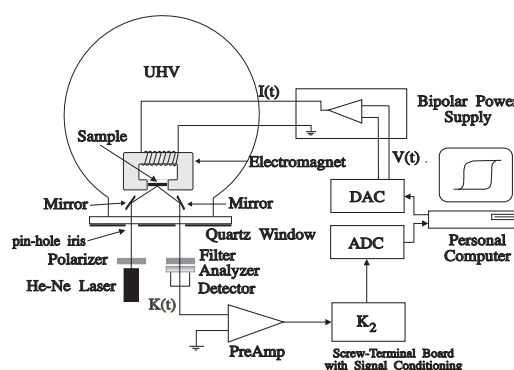 UHV
I(t)
Bipolar Power
Supply
Sample
Electromagnet
V(t)
DAC
Mirror
Mirror
pin-hole iris
Quartz Window
ADC
Personal
Computer
Polarizer
Filter
Analyzer
He-Ne Laser
Detector
K(t)
K2
PreAmp
Screw-Terminal Board
with Signal Conditioning